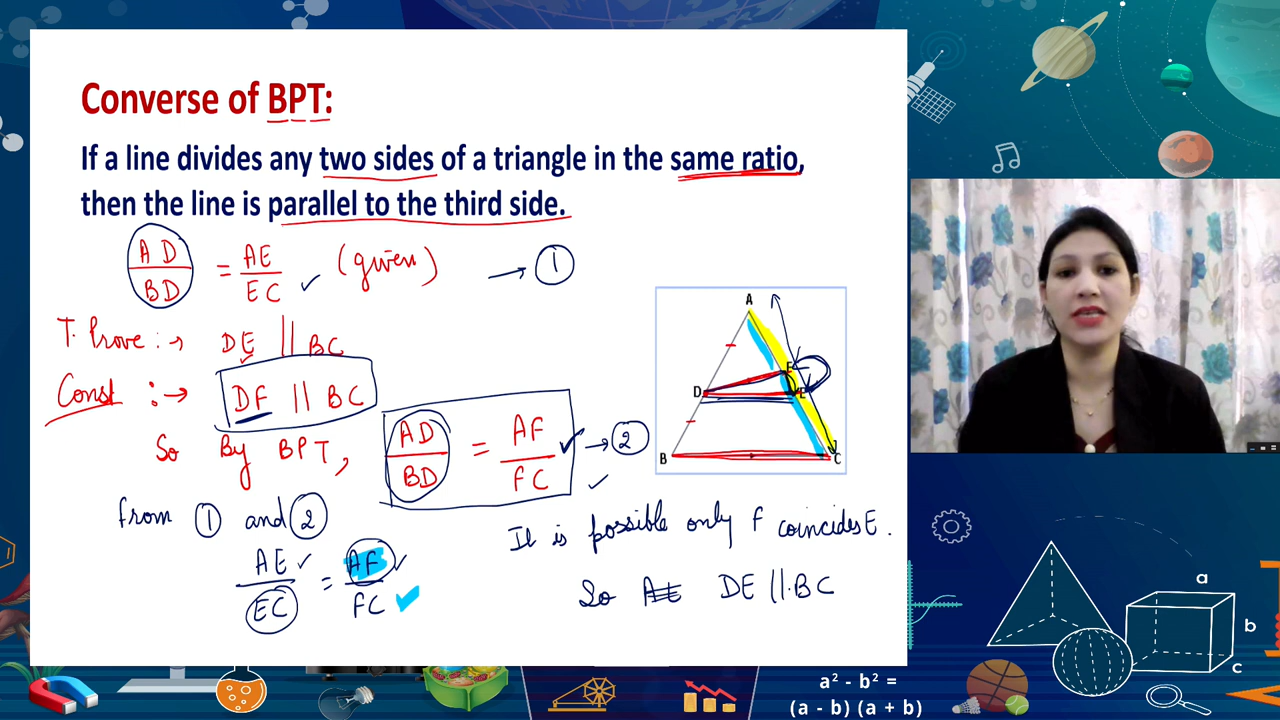 Converse of BPT:
If a line divides any two sides of a triangle in the same ratio,
then the line is parallel to the third side.
AD/BD = AE/EC ✓ (given) → ①
T. Prove :→ DE || BC
Const :→ DF || BC
So By BPT, AD/BD = AF/FC ✓ → ②
✓
from ① and ②
AE ✓/EC = AF ✓/FC ✓
It is possible only f coincides E.
So DE || BC
A
D
B
C
a
b
c
a² - b² =
(a - b) (a + b)